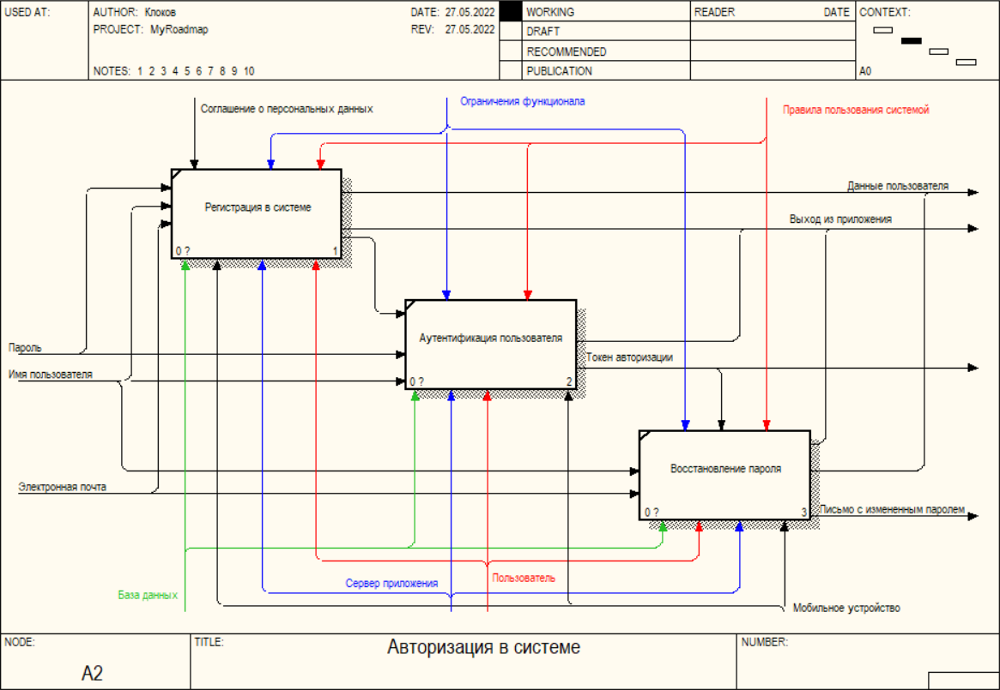 USED AT:
AUTHOR: Клоков
DATE: 27.05.2022
PROJECT: MyRoadmap
REV: 27.05.2022
NOTES: 1 2 3 4 5 6 7 8 9 10
WORKING
DRAFT
RECOMMENDED
PUBLICATION
READER
DATE
CONTEXT:
A0
Соглашение о персональных данных
Ограничения функционала
Правила пользования системой
Регистрация в системе
0 ?
1
Данные пользователя
Выход из приложения
Аутентификация пользователя
0 ?
2
Токен авторизации
Пароль
Имя пользователя
Восстановление пароля
0 ?
3
Электронная почта
Письмо с измененным паролем
База данных
Сервер приложения
Пользователь
Мобильное устройство
NODE:
A2
TITLE:
Авторизация в системе
NUMBER: